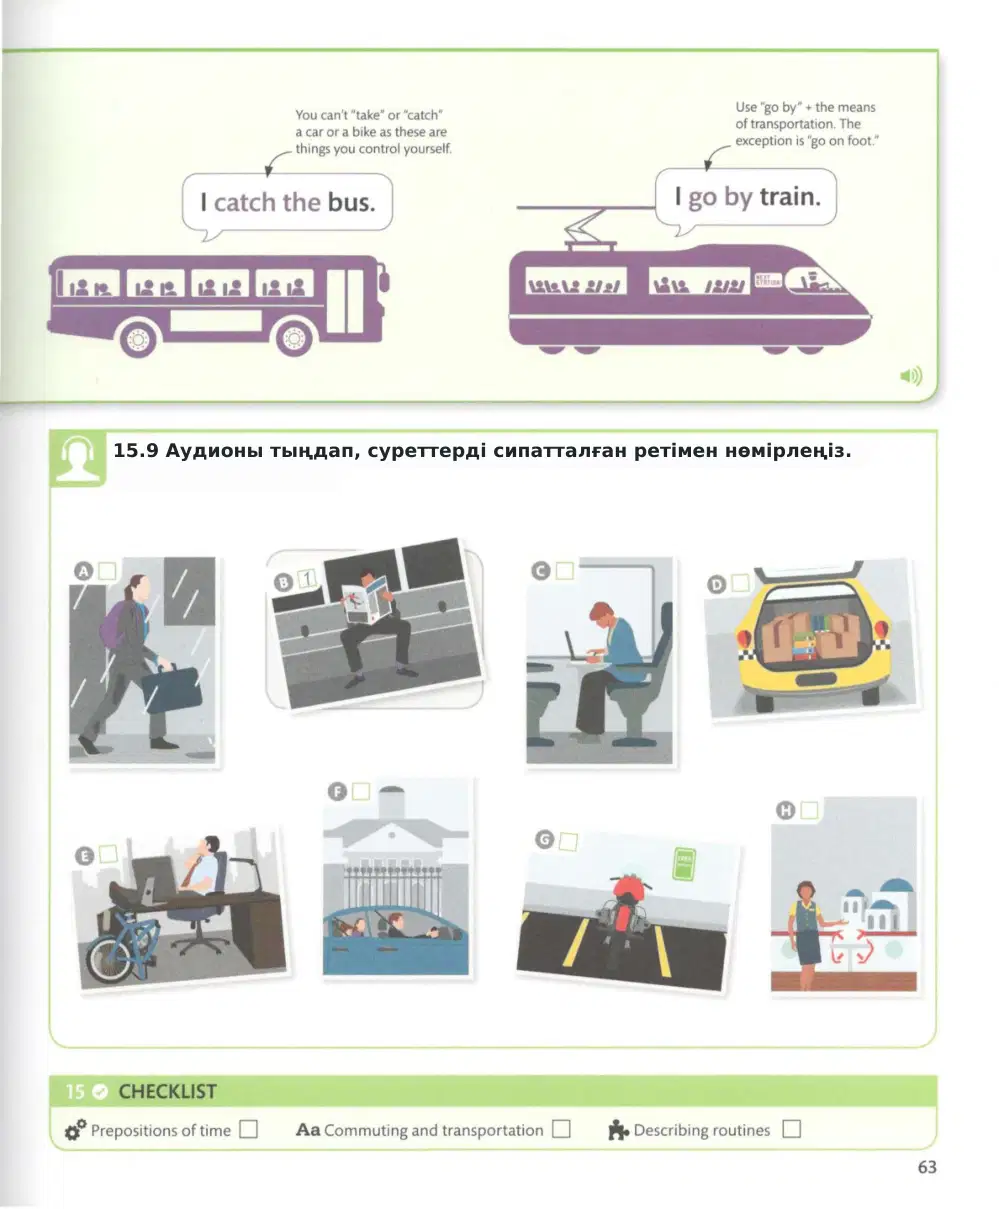 You can't "take" or "catch"
a car or a bike as these are
things you control yourself.
I catch the bus.
Use "go by" + the means
of transportation. The
exception is "go on foot."
I go by train.
NEXT
STATION
15.9 Аудионы тыңдап, суреттерді сипатталған ретімен нөмірлеңіз.
A
B 1
C
D
E
F
G
H
15 CHECKLIST
Prepositions of time
Aa Commuting and transportation
Describing routines
63